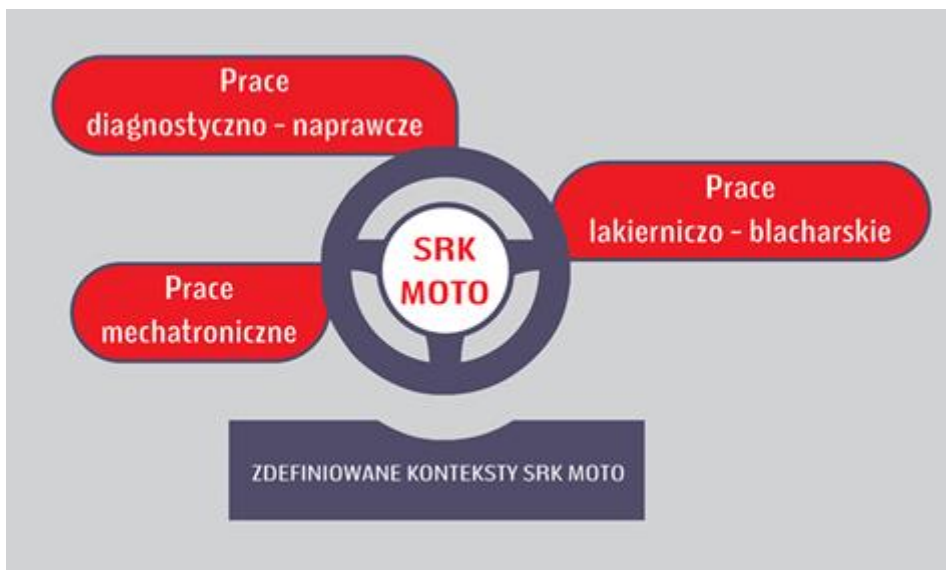 Prace
diagnostyczno - naprawcze
Prace
lakierniczo - blacharskie
SRK
MOTO
Prace
mechatroniczne
ZDEFINIOWANE KONTEKSTY SRK MOTO